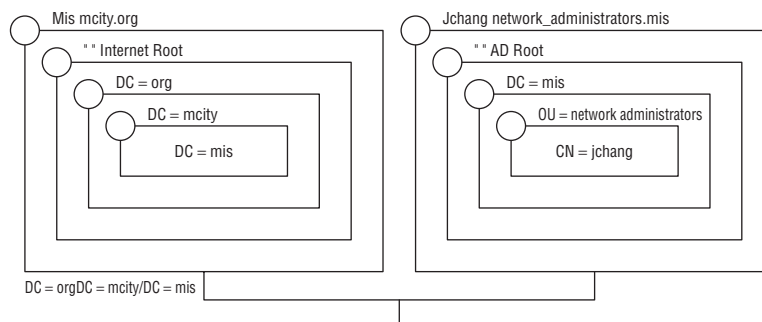 Mis mcity.org
" " Internet Root
DC = org
DC = mcity
DC = mis
DC = orgDC = mcity/DC = mis
Jchang network_administrators.mis
" " AD Root
DC = mis
OU = network administrators
CN = jchang